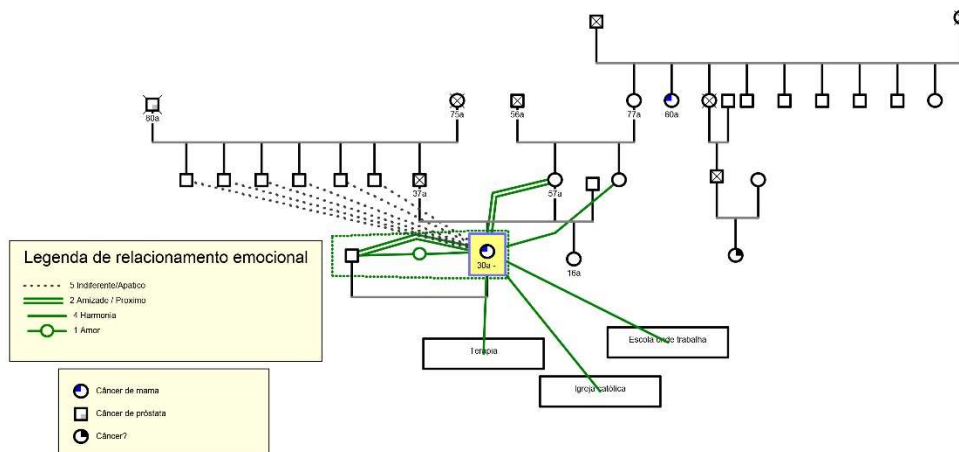 80a
75a
56a
77a
60a
37a
57a
30a -
16a
Legenda de relacionamento emocional
5 Indiferente/Apatico
2 Amizade / Proximo
4 Harmonia
1 Amor
Terapia
Escola onde trabalha
Igreja católica
Câncer de mama
Câncer de próstata
Câncer?